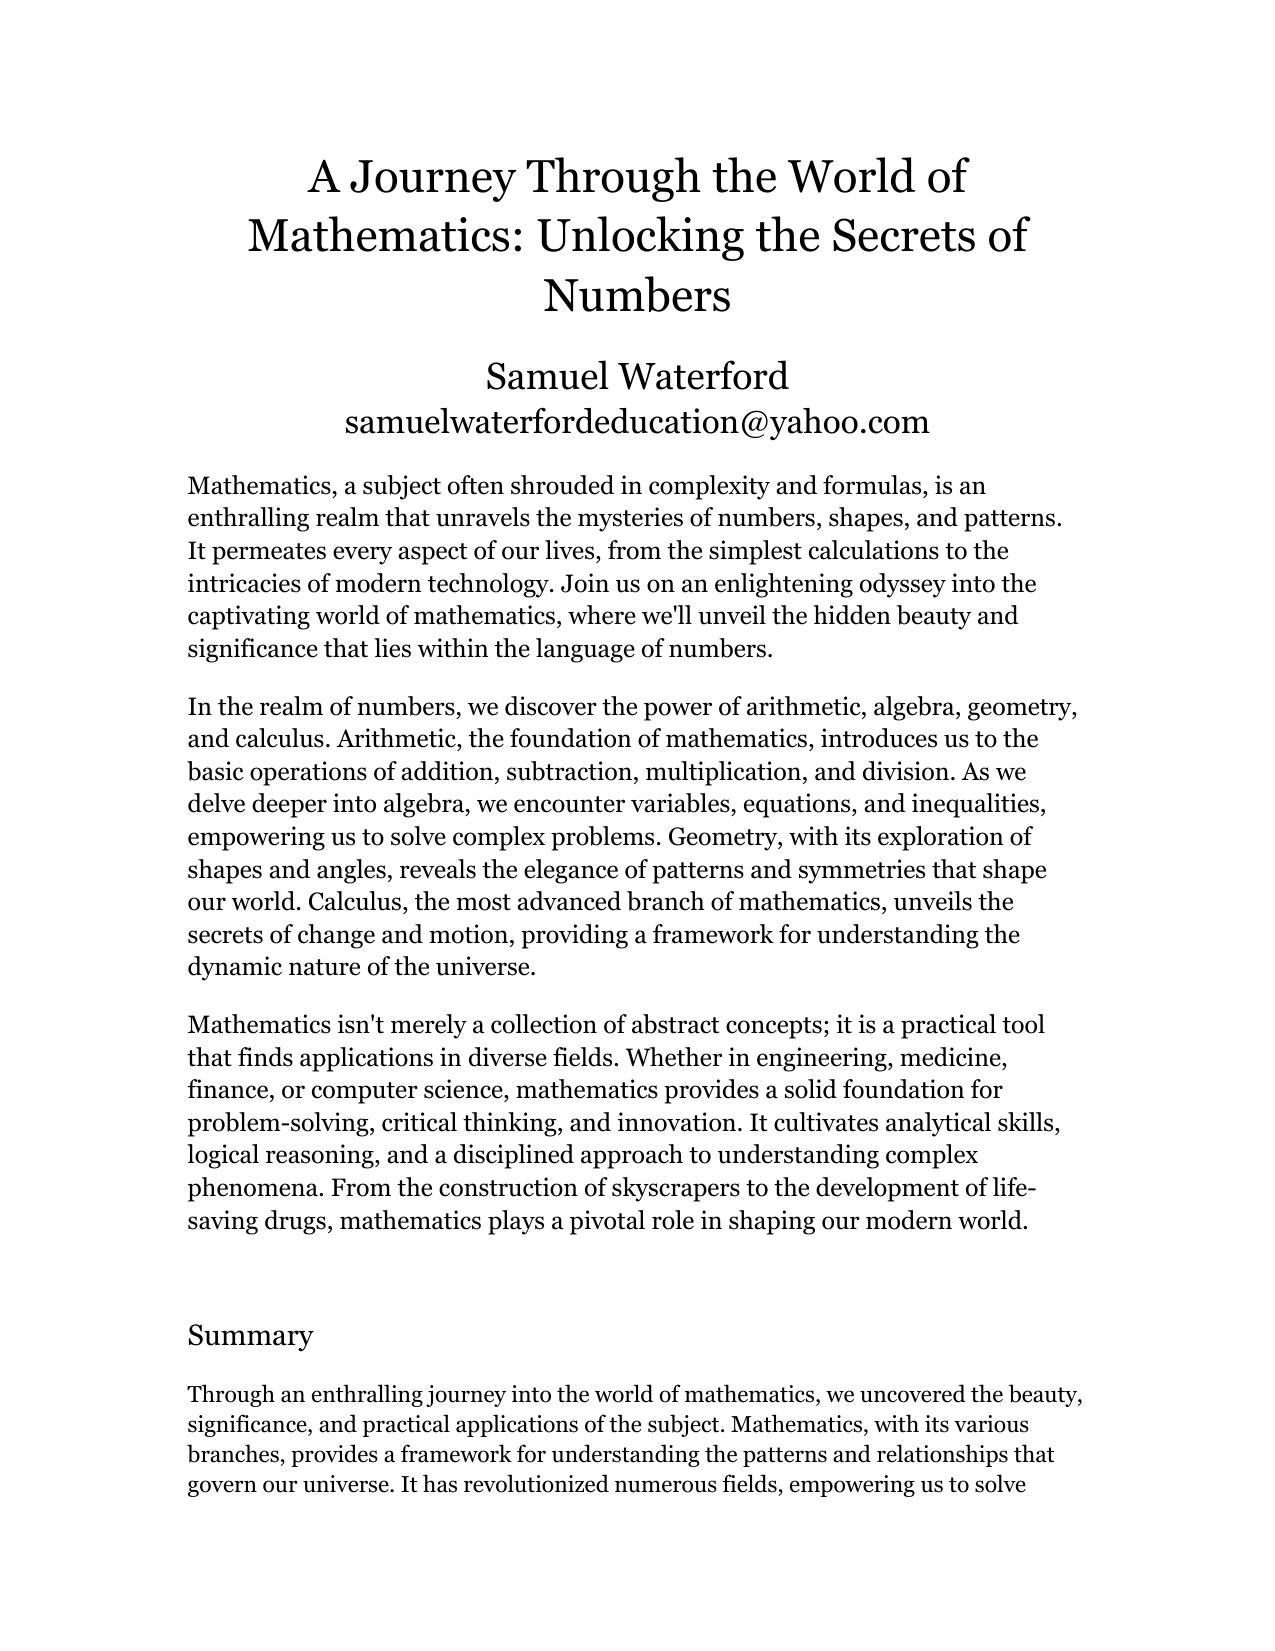 A Journey Through the World of
Mathematics: Unlocking the Secrets of
Numbers
Samuel Waterford
samuelwaterfordeducation@yahoo.com
Mathematics, a subject often shrouded in complexity and formulas, is an
enthralling realm that unravels the mysteries of numbers, shapes, and patterns.
It permeates every aspect of our lives, from the simplest calculations to the
intricacies of modern technology. Join us on an enlightening odyssey into the
captivating world of mathematics, where we'll unveil the hidden beauty and
significance that lies within the language of numbers.
In the realm of numbers, we discover the power of arithmetic, algebra, geometry,
and calculus. Arithmetic, the foundation of mathematics, introduces us to the
basic operations of addition, subtraction, multiplication, and division. As we
delve deeper into algebra, we encounter variables, equations, and inequalities,
empowering us to solve complex problems. Geometry, with its exploration of
shapes and angles, reveals the elegance of patterns and symmetries that shape
our world. Calculus, the most advanced branch of mathematics, unveils the
secrets of change and motion, providing a framework for understanding the
dynamic nature of the universe.
Mathematics isn't merely a collection of abstract concepts; it is a practical tool
that finds applications in diverse fields. Whether in engineering, medicine,
finance, or computer science, mathematics provides a solid foundation for
problem-solving, critical thinking, and innovation. It cultivates analytical skills,
logical reasoning, and a disciplined approach to understanding complex
phenomena. From the construction of skyscrapers to the development of life-
saving drugs, mathematics plays a pivotal role in shaping our modern world.
Summary
Through an enthralling journey into the world of mathematics, we uncovered the beauty,
significance, and practical applications of the subject. Mathematics, with its various
branches, provides a framework for understanding the patterns and relationships that
govern our universe. It has revolutionized numerous fields, empowering us to solve